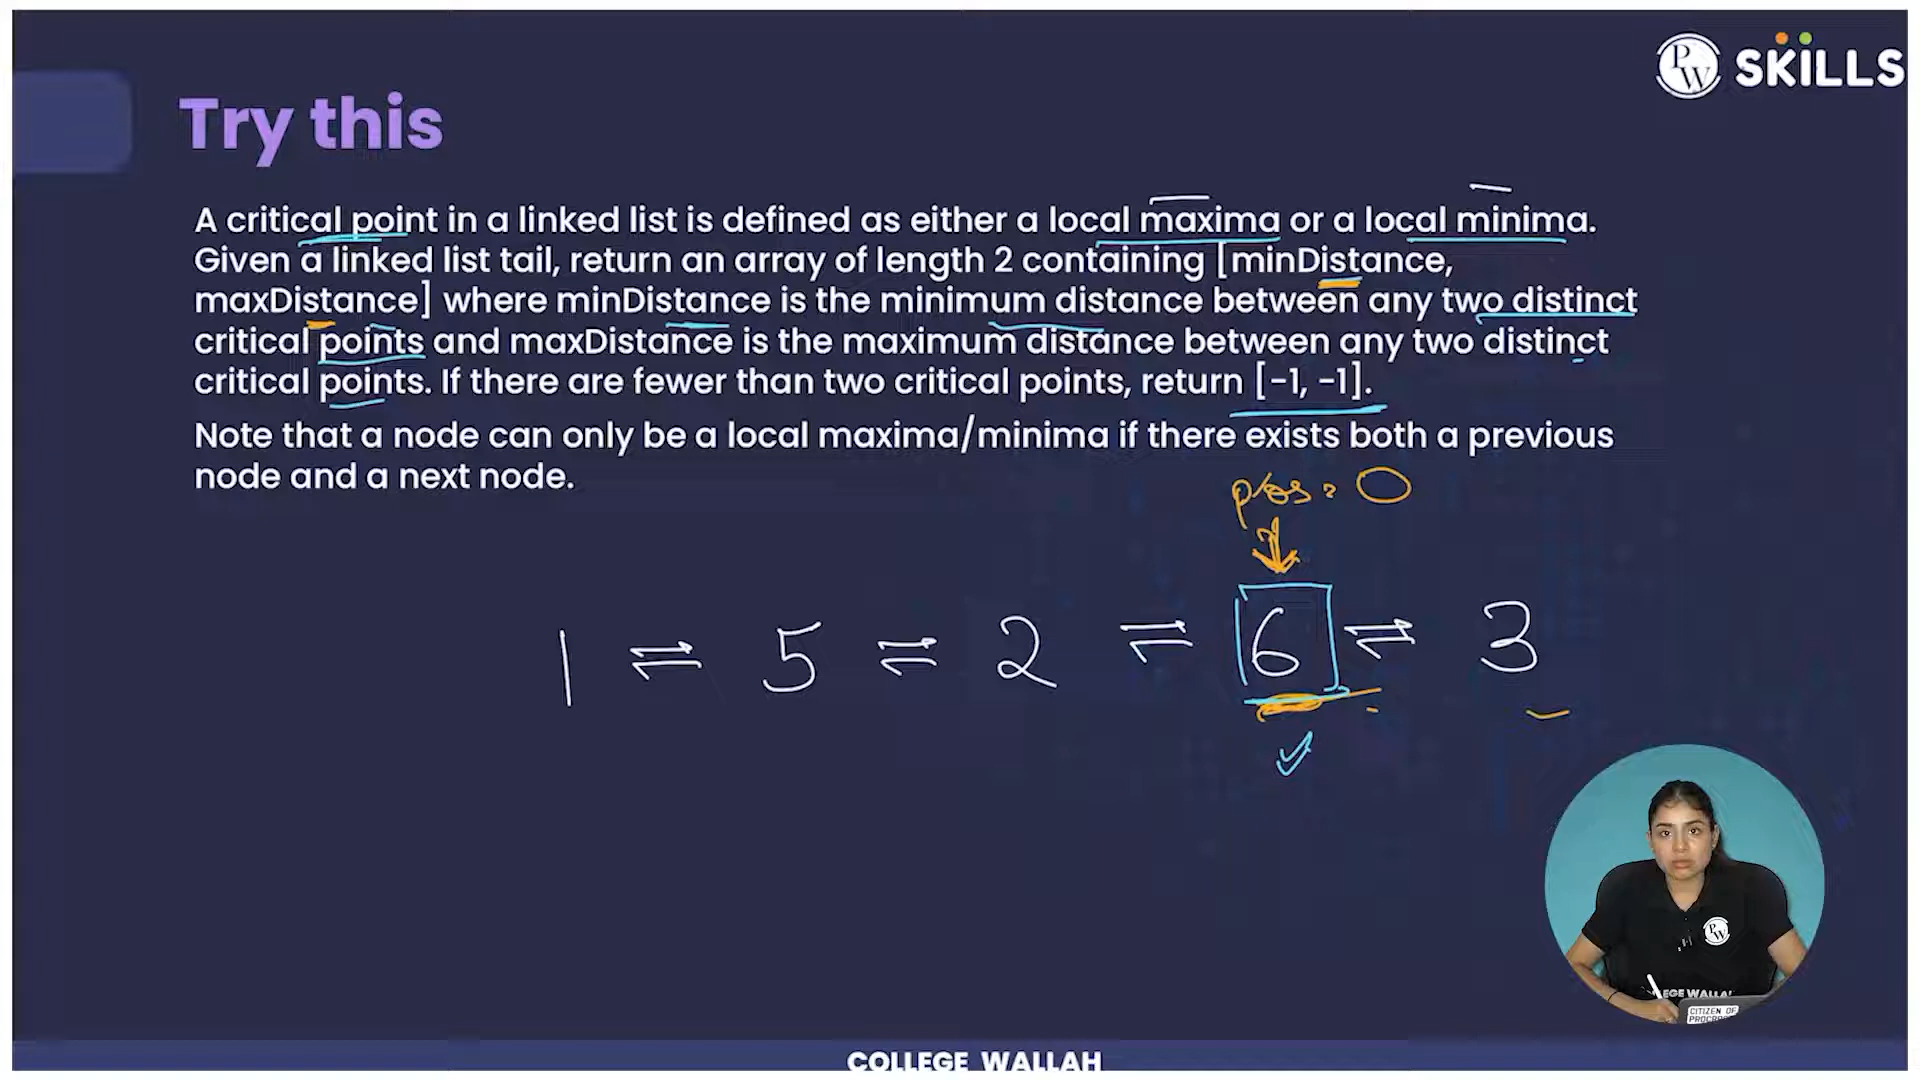 PW SKILLS
Try this
A critical point in a linked list is defined as either a local maxima or a local minima.
Given a linked list tail, return an array of length 2 containing [minDistance,
maxDistance] where minDistance is the minimum distance between any two distinct
critical points and maxDistance is the maximum distance between any two distinct
critical points. If there are fewer than two critical points, return [-1, -1].
Note that a node can only be a local maxima/minima if there exists both a previous
node and a next node.
1 ⇌ 5 ⇌ 2 ⇌ 6 ⇌ 3
PW
CITIZEN OF
COLLEGE WALLAH